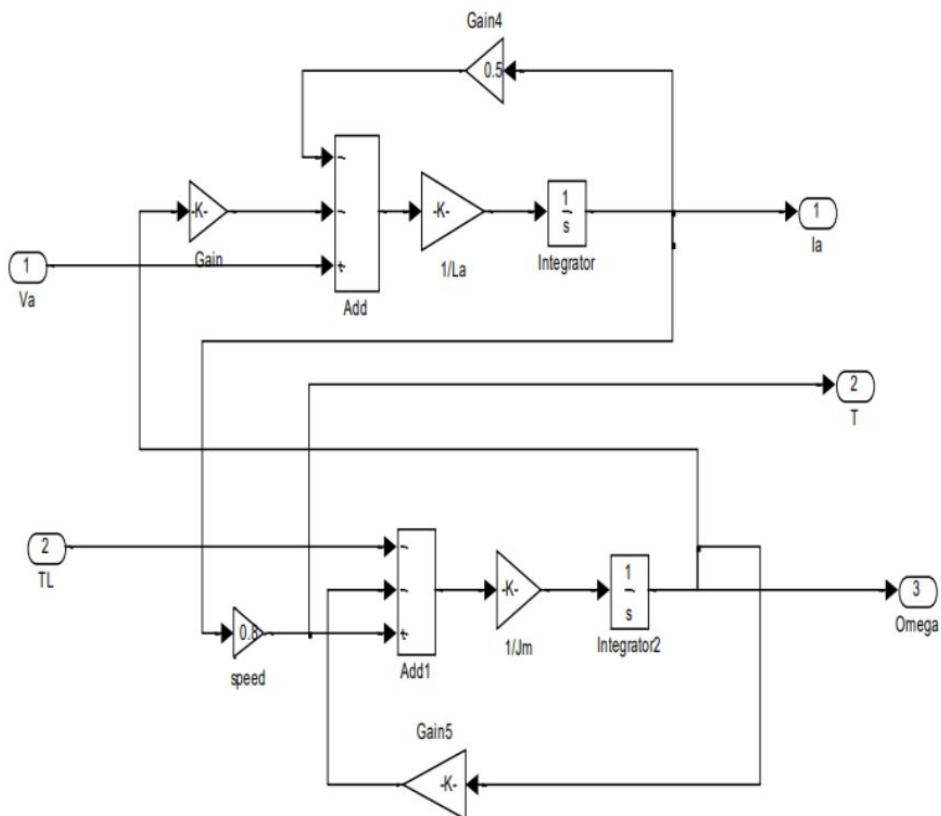 Gain4
0.5
-
-K-
-
1
s
1
Ia
Gain
1/La
Integrator
1
Va
+
Add
2
T
2
TL
-
-
-K-
1
s
3
Omega
0.8
+
speed
Add1
1/Jm
Integrator2
Gain5
-K-